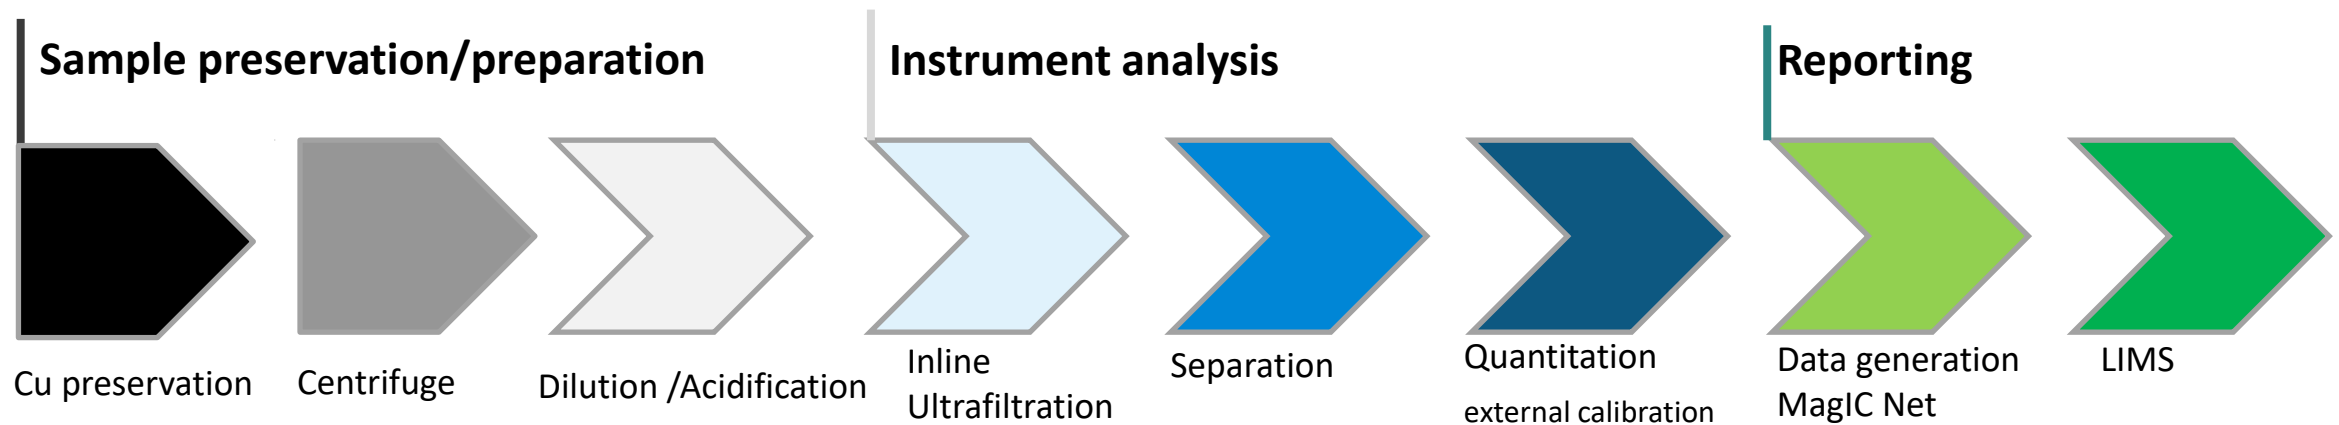 Sample preservation/preparation
Instrument analysis
Reporting
Cu preservation
Centrifuge
Dilution /Acidification
Inline
Ultrafiltration
Separation
Quantitation
external calibration
Data generation
MagIC Net
LIMS